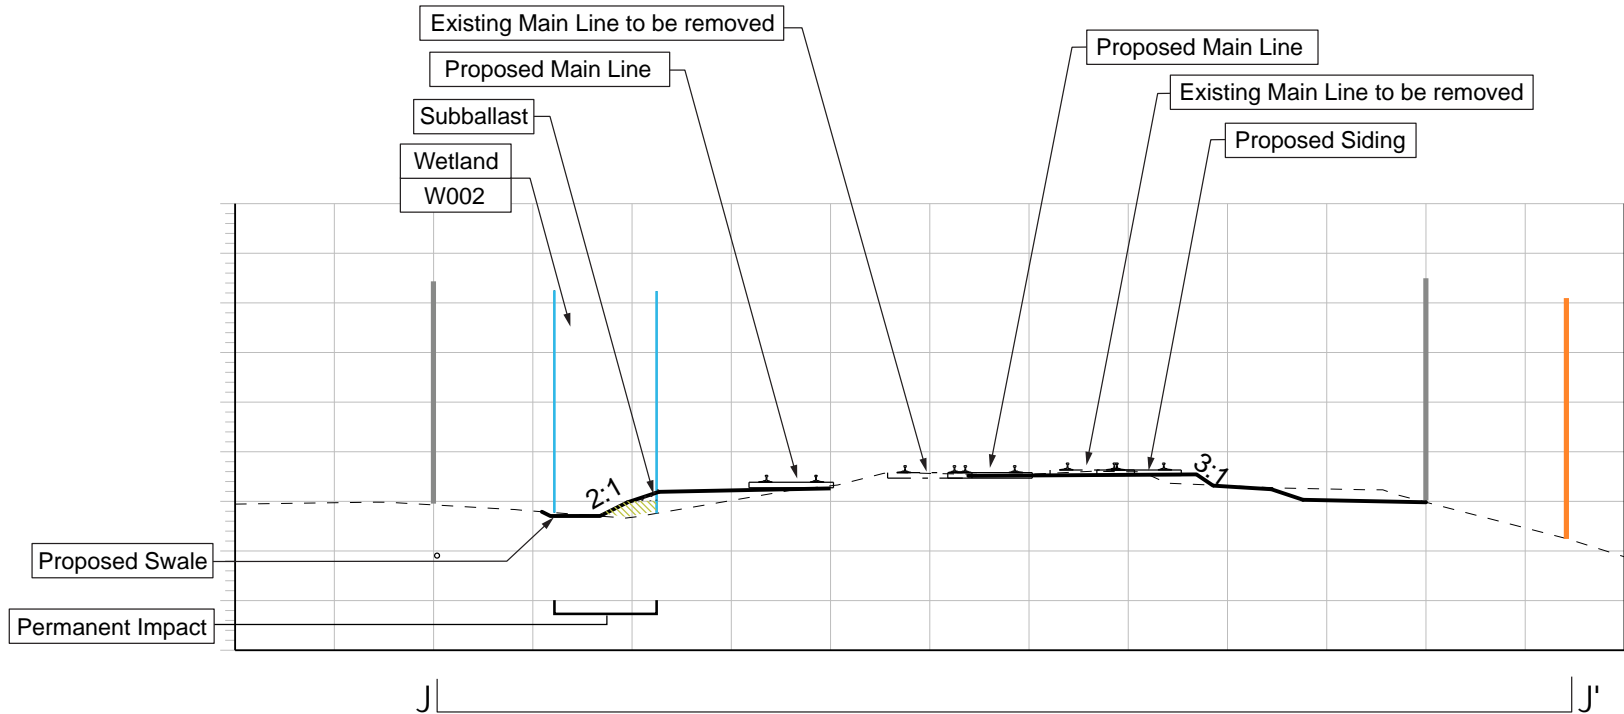 Existing Main Line to be removed
Proposed Main Line
Proposed Main Line
Existing Main Line to be removed
Subballast
Proposed Siding
Wetland
W002
3:1
2:1
Proposed Swale
Permanent Impact
J
J'